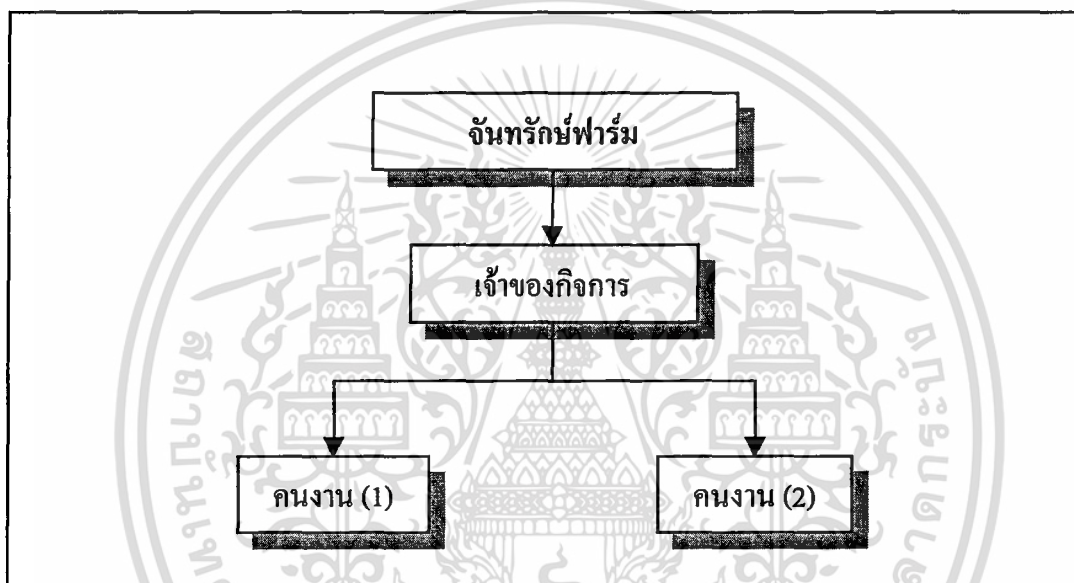 จันทรักษ์ฟาร์ม
เจ้าของกิจการ
คนงาน (1)
คนงาน (2)